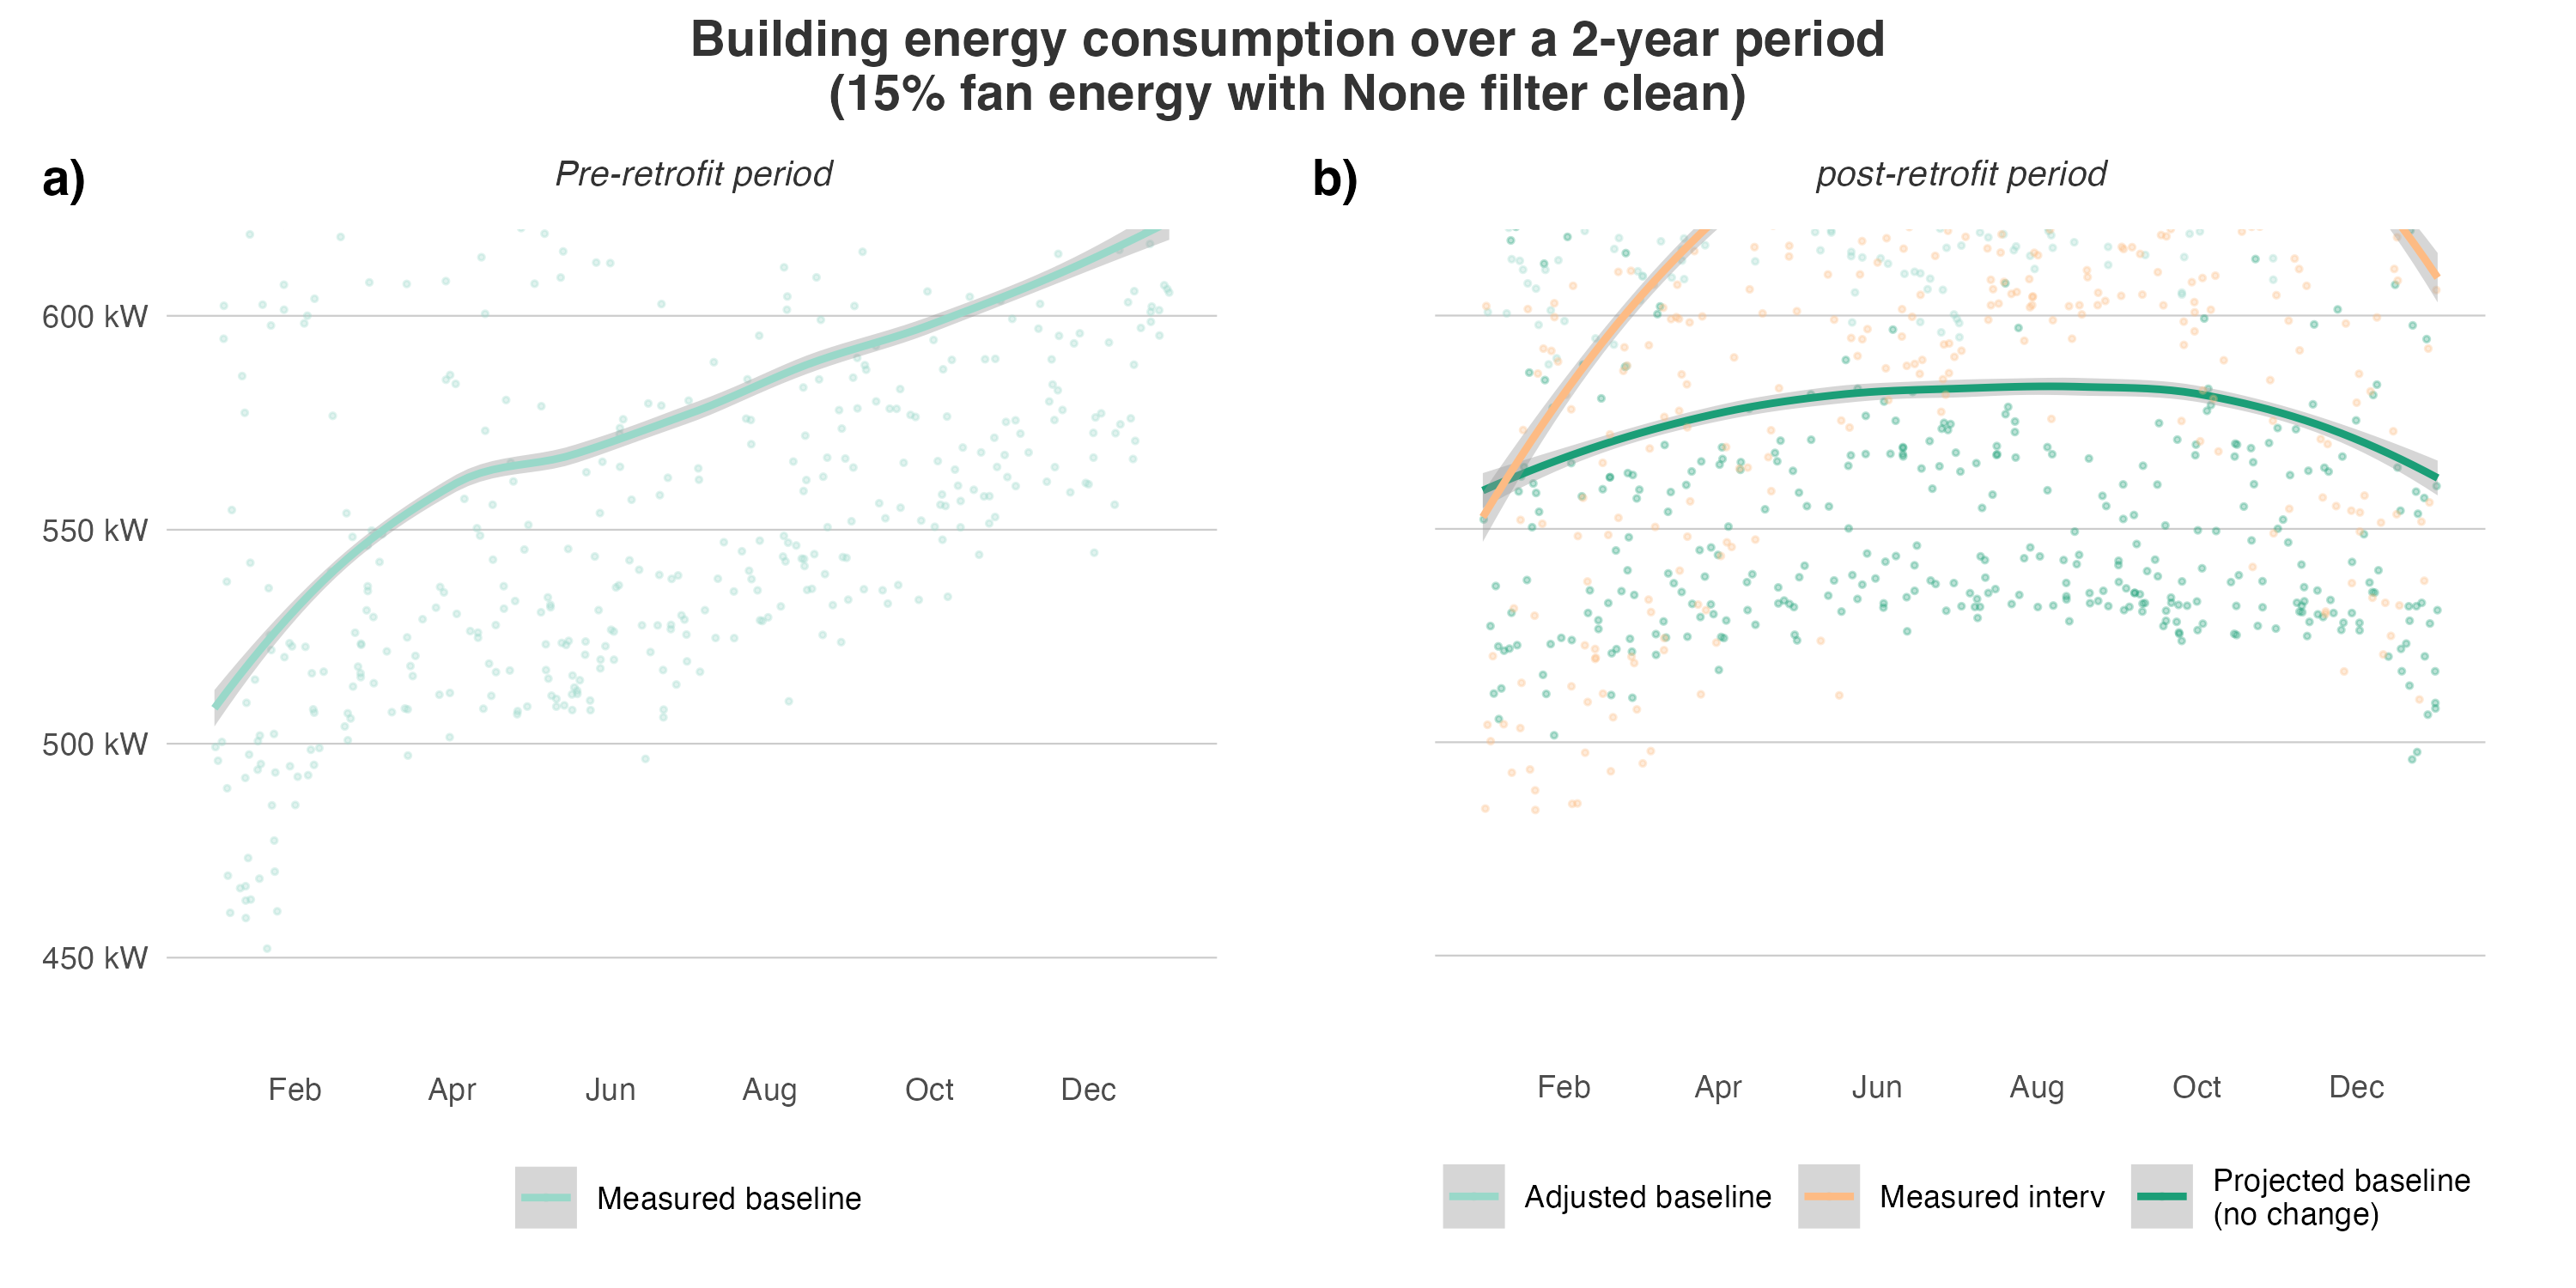 Building energy consumption over a 2-year period
(15% fan energy with None filter clean)
a)
Pre-retrofit period
600 kW
550 kW
500 kW
450 kW
Feb Apr Jun Aug Oct Dec
Measured baseline
b)
post-retrofit period
Feb Apr Jun Aug Oct Dec
Adjusted baseline
Measured interv
Projected baseline
(no change)